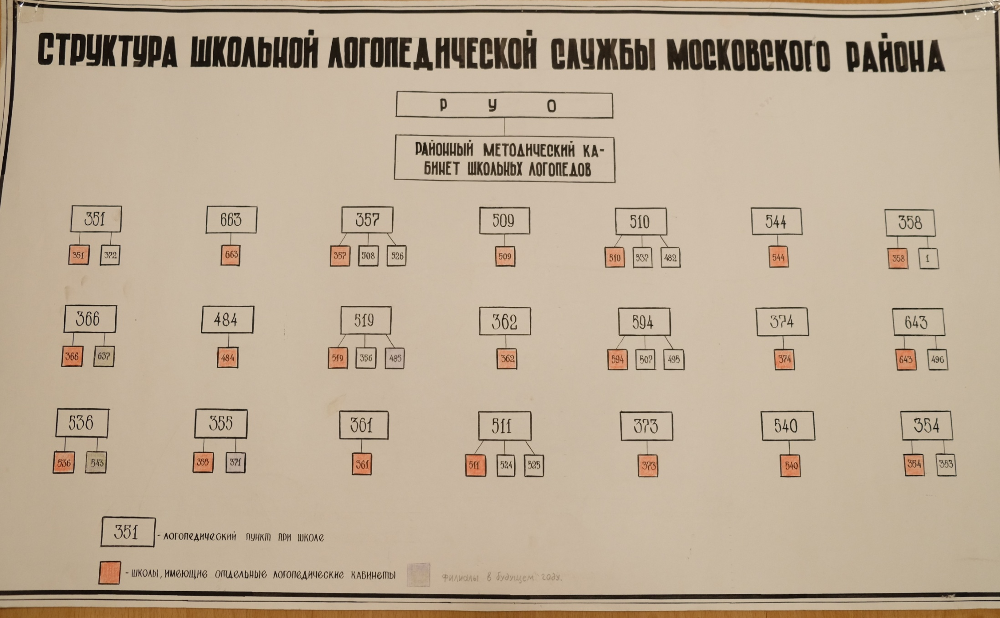 СТРУКТУРА ШКОЛЬНОЙ ЛОГОПЕДИЧЕСКОЙ СЛУЖБЫ МОСКОВСКОГО РАЙОНА
Р У О
РАЙОННЫЙ МЕТОДИЧЕСКИЙ КА-
БИНЕТ ШКОЛЬНЫХ ЛОГОПЕДОВ
351 663 357 509 510 544 358
351 372 663 357 508 526 509 510 537 482 544 358 1
366 484 519 362 594 374 643
366 637 484 519 356 485 362 594 507 495 374 643 496
536 355 361 511 373 540 354
536 543 355 371 361 511 524 525 373 540 354 353
351 - ЛОГОПЕДИЧЕСКИЙ ПУНКТ ПРИ ШКОЛЕ
- ШКОЛЫ, ИМЕЮЩИЕ ОТДЕЛЬНЫЕ ЛОГОПЕДИЧЕСКИЕ КАБИНЕТЫ филиалы в будущем году.